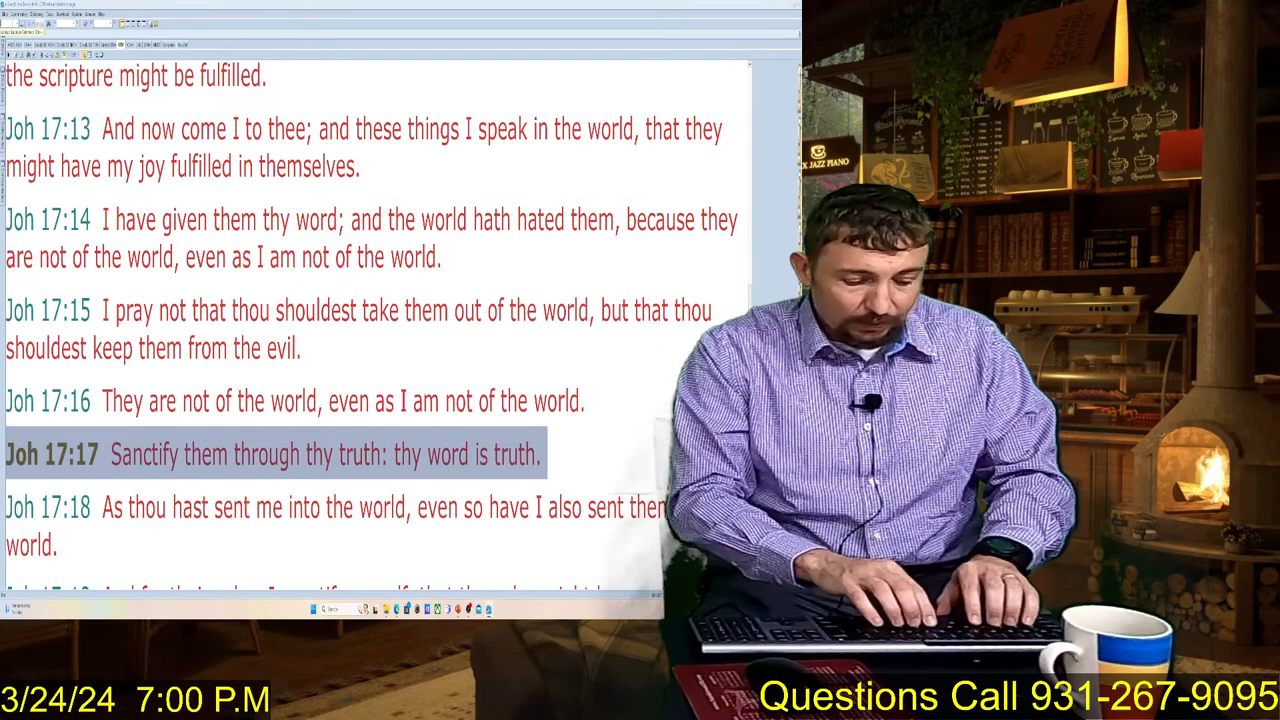 the scripture might be fulfilled.
Joh 17:13 And now come I to thee; and these things I speak in the world, that they
might have my joy fulfilled in themselves.
Joh 17:14 I have given them thy word; and the world hath hated them, because they
are not of the world, even as I am not of the world.
Joh 17:15 I pray not that thou shouldest take them out of the world, but that thou
shouldest keep them from the evil.
Joh 17:16 They are not of the world, even as I am not of the world.
Joh 17:17 Sanctify them through thy truth: thy word is truth.
Joh 17:18 As thou hast sent me into the world, even so have I also sent
world.
X JAZZ PIANO
3/24/24 7:00 P.M
Questions Call 931-267-9095